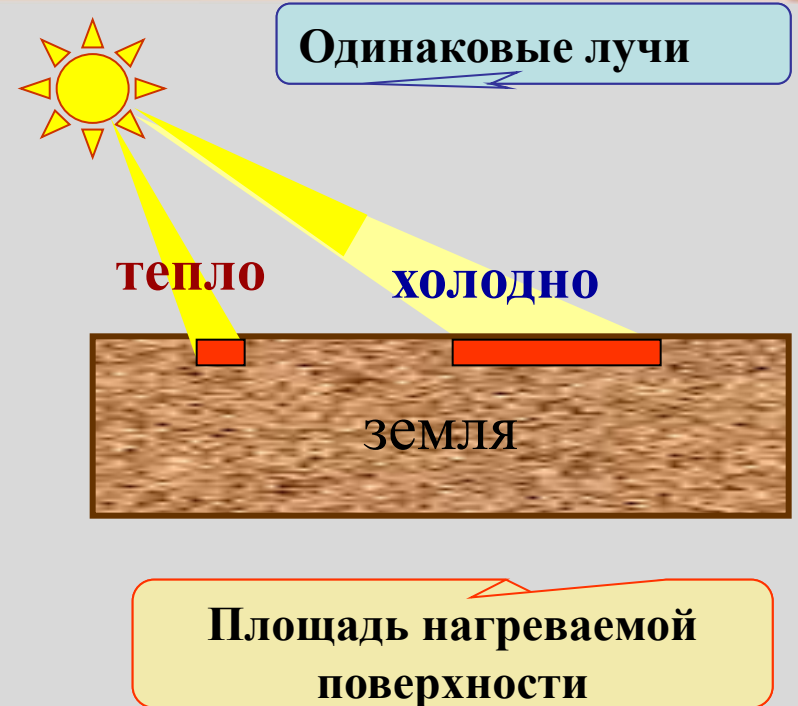 Одинаковые лучи
тепло
холодно
земля
Площадь нагреваемой
поверхности